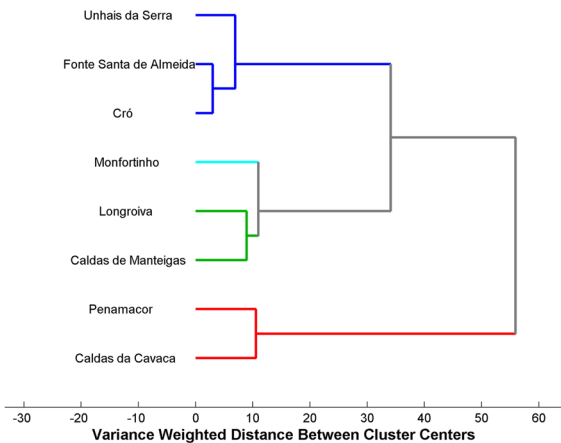 Unhais da Serra
Fonte Santa de Almeida
Cró
Monfortinho
Longroiva
Caldas de Manteigas
Penamacor
Caldas da Cavaca
-30 -20 -10 0 10 20 30 40 50 60
Variance Weighted Distance Between Cluster Centers